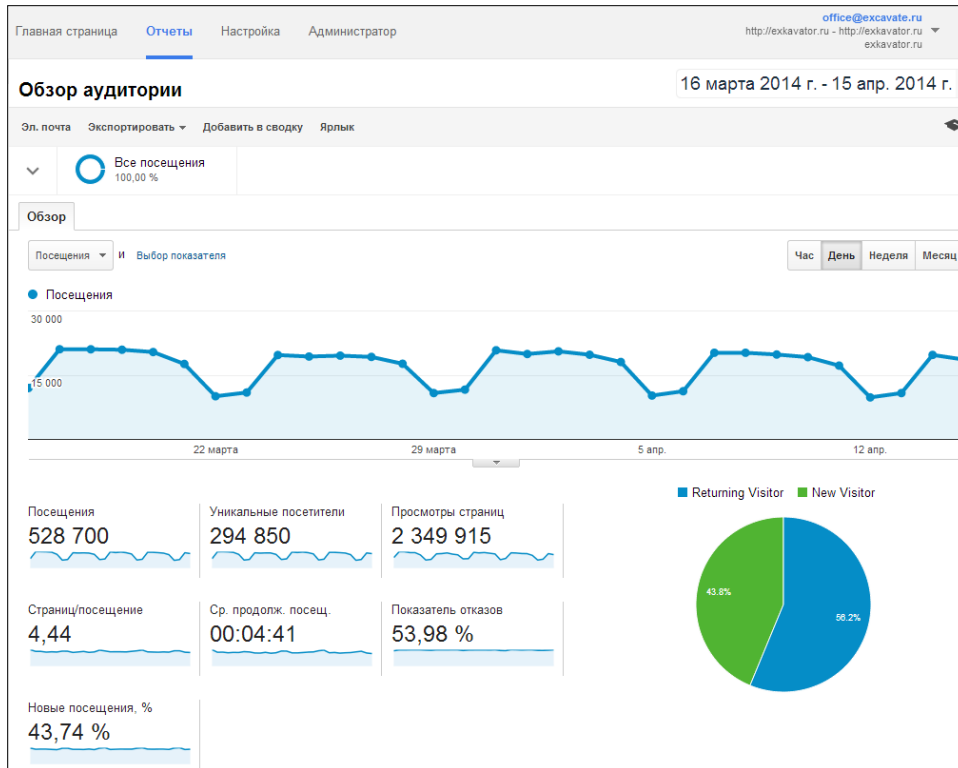 Главная страница Отчеты Настройка Администратор
office@excavate.ru
http://exkavator.ru - http://exkavator.ru
exkavator.ru
Обзор аудитории
16 марта 2014 г. - 15 апр. 2014 г.
Эл. почта Экспортировать Добавить в сводку Ярлык
Все посещения
100,00 %
Обзор
Посещения и Выбор показателя
Час День Неделя Месяц
Посещения
30 000
15 000
22 марта 29 марта 5 апр. 12 апр.
Returning Visitor New Visitor
Посещения
528 700
Уникальные посетители
294 850
Просмотры страниц
2 349 915
43.8%
56.2%
Страниц/посещение
4,44
Ср. продолж. посещ.
00:04:41
Показатель отказов
53,98 %
Новые посещения, %
43,74 %